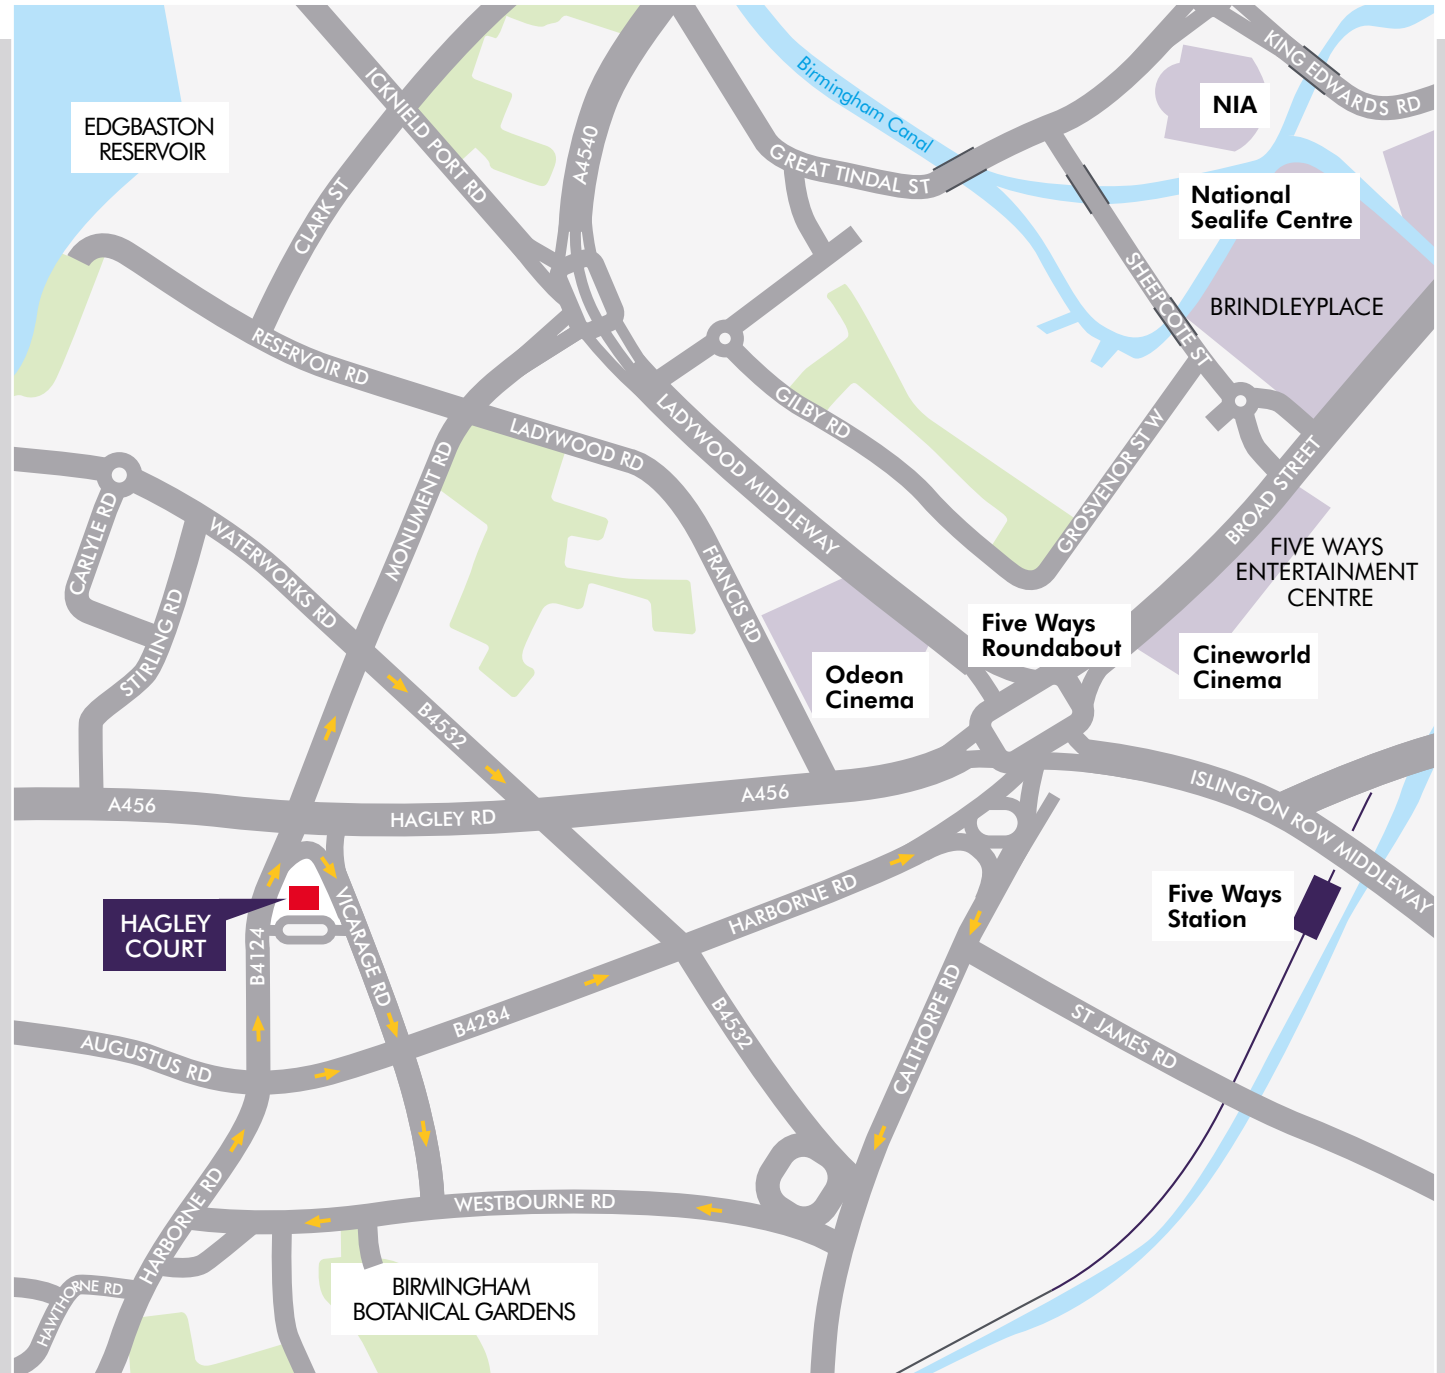 KING EDWARDS RD
ICKNIELD PORT RD
Birmingham Canal
NIA
EDGBASTON
RESERVOIR
A4540
GREAT TINDAL ST
CLARK ST
National
Sealife Centre
SHEEPCOTE ST
BRINDLEYPLACE
RESERVOIR RD
LADYWOOD RD
LADYWOOD MIDDLEWAY
GILBY RD
GROSVENOR ST W
BROAD STREET
MONUMENT RD
CARLYLE RD
WATERWORKS RD
STIRLING RD
FRANCIS RD
FIVE WAYS
ENTERTAINMENT
CENTRE
Five Ways
Roundabout
Cineworld
Cinema
Odeon
Cinema
B4532
A456
HAGLEY RD
A456
ISLINGTON ROW MIDDLEWAY
HAGLEY
COURT
VICARAGE RD
HARBORNE RD
Five Ways
Station
B4124
B4284
B4532
CALTHORPE RD
ST JAMES RD
AUGUSTUS RD
HARBORNE RD
WESTBOURNE RD
HAWTHORNE RD
BIRMINGHAM
BOTANICAL GARDENS